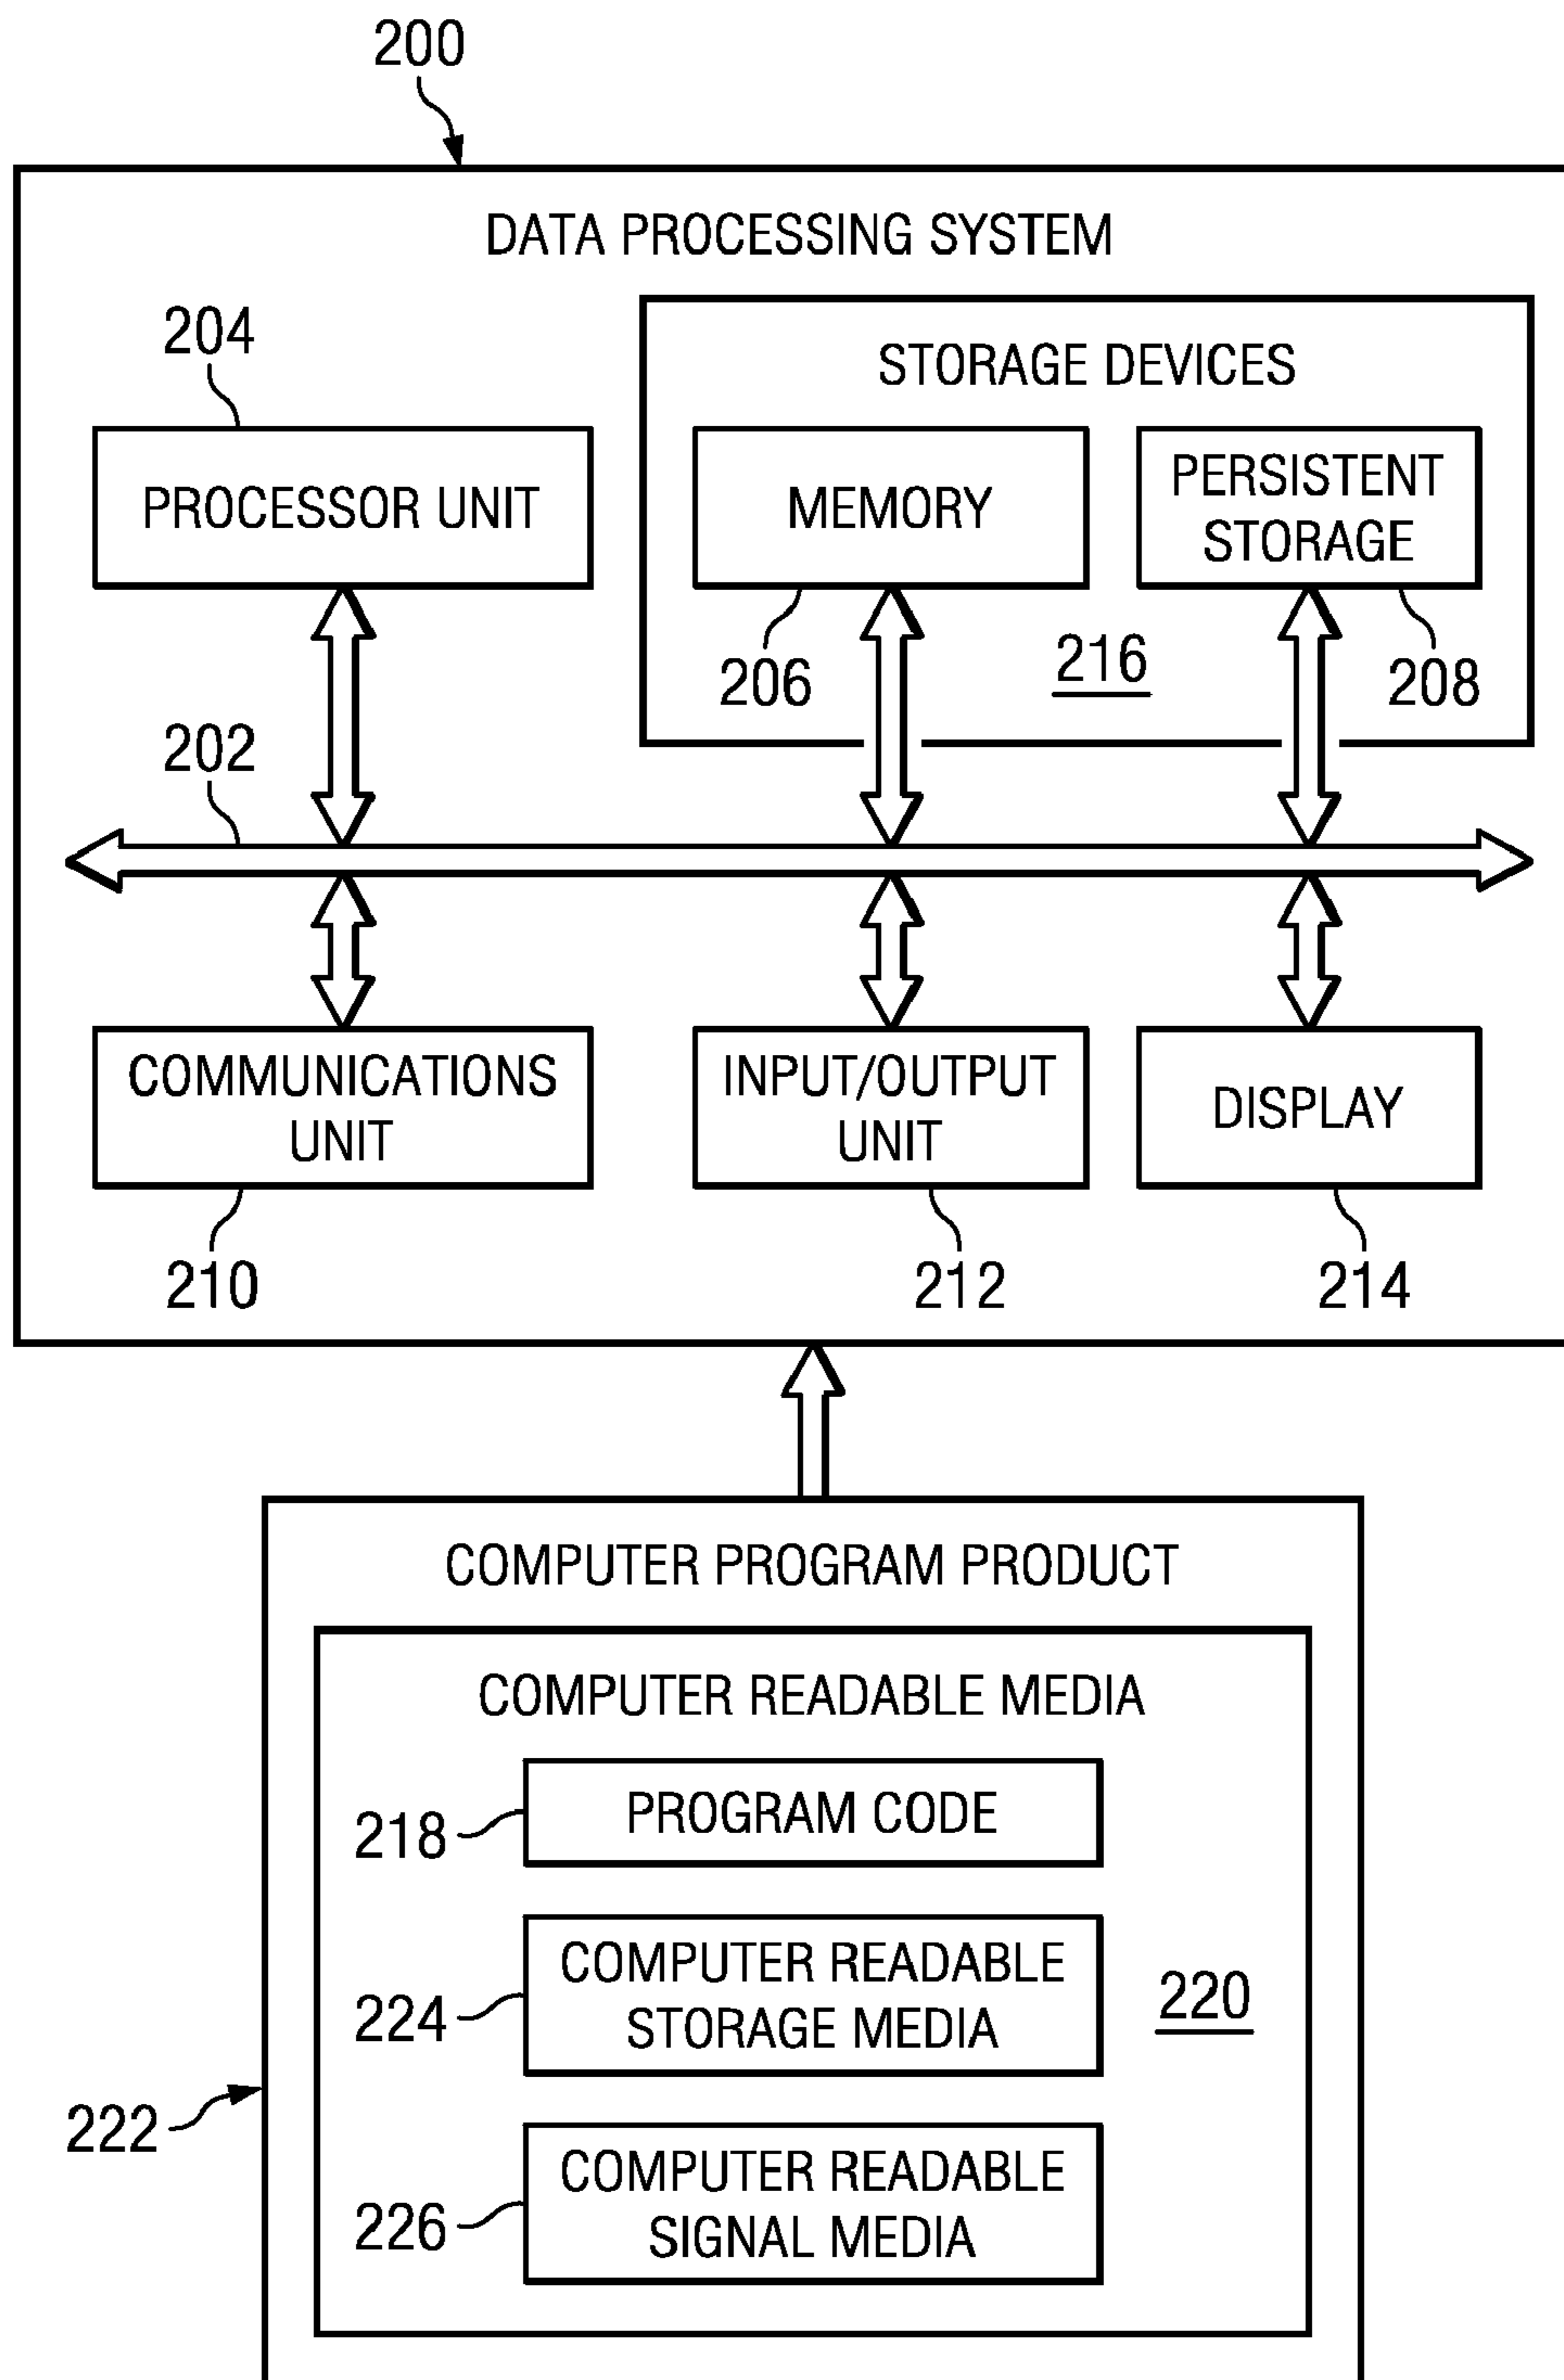 200
DATA PROCESSING SYSTEM
204
STORAGE DEVICES
PROCESSOR UNIT
MEMORY
PERSISTENT
STORAGE
206
216
208
202
COMMUNICATIONS
UNIT
INPUT/OUTPUT
UNIT
DISPLAY
210
212
214
COMPUTER PROGRAM PRODUCT
COMPUTER READABLE MEDIA
218
PROGRAM CODE
224
COMPUTER READABLE
STORAGE MEDIA
220
222
226
COMPUTER READABLE
SIGNAL MEDIA